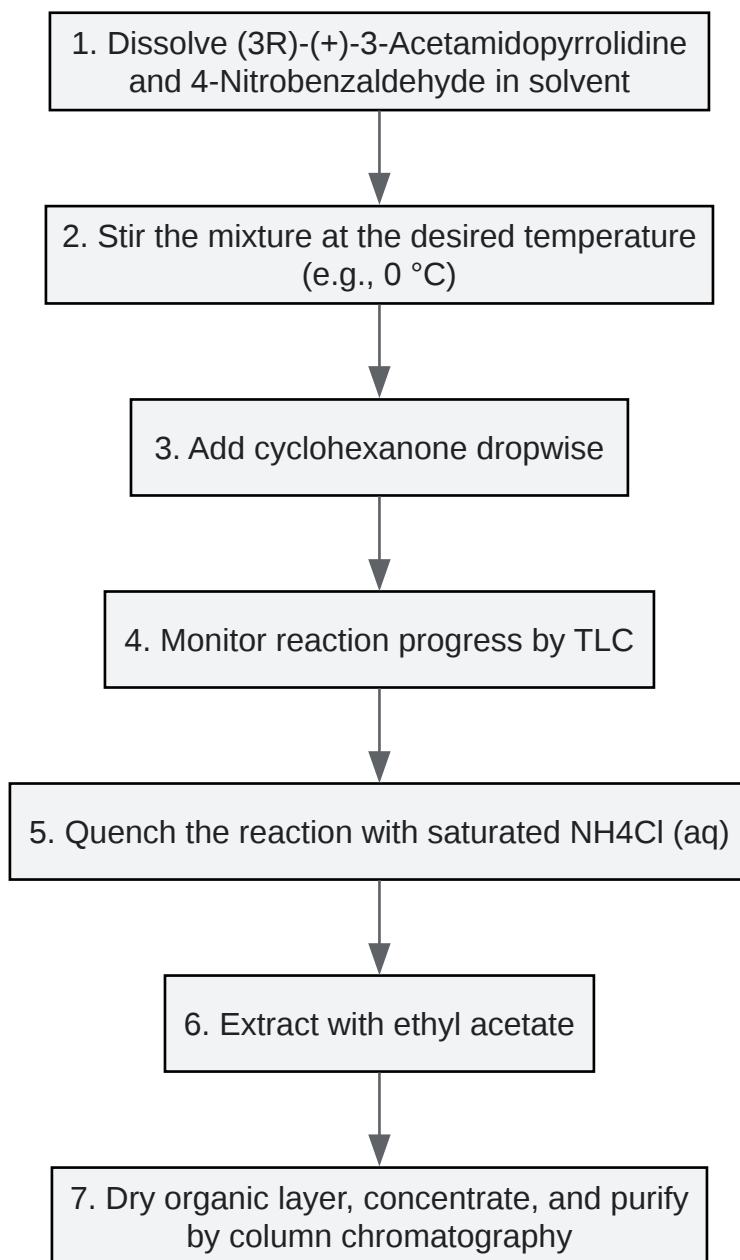 1. Dissolve (3R)-(+)-3-Acetamidopyrrolidine
and 4-Nitrobenzaldehyde in solvent
2. Stir the mixture at the desired temperature
(e.g., 0 °C)
3. Add cyclohexanone dropwise
4. Monitor reaction progress by TLC
5. Quench the reaction with saturated NH4Cl (aq)
6. Extract with ethyl acetate
7. Dry organic layer, concentrate, and purify
by column chromatography